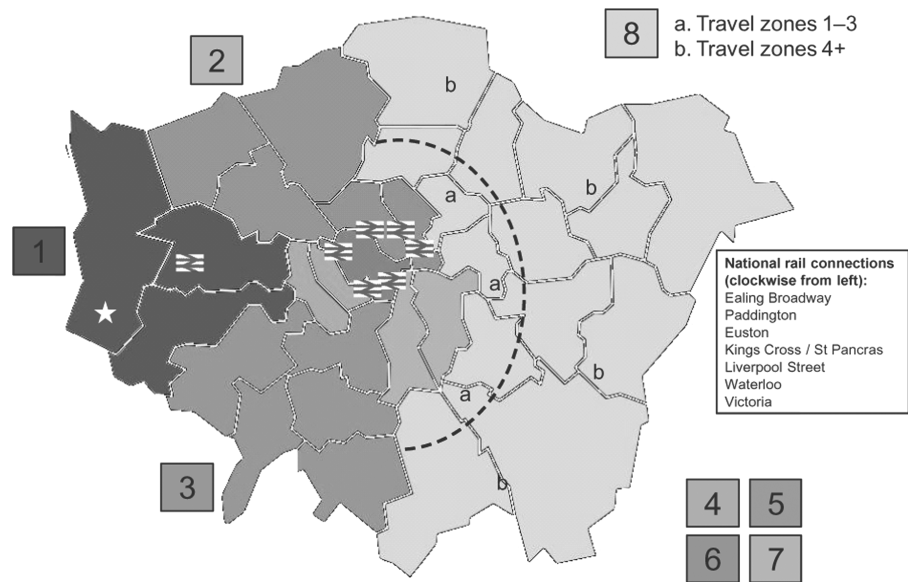 8
a. Travel zones 1–3
b. Travel zones 4+
2
b
b
a
1
a
National rail connections
(clockwise from left):
Ealing Broadway
Paddington
Euston
Kings Cross / St Pancras
Liverpool Street
Waterloo
Victoria
b
a
3
b
4
5
6
7